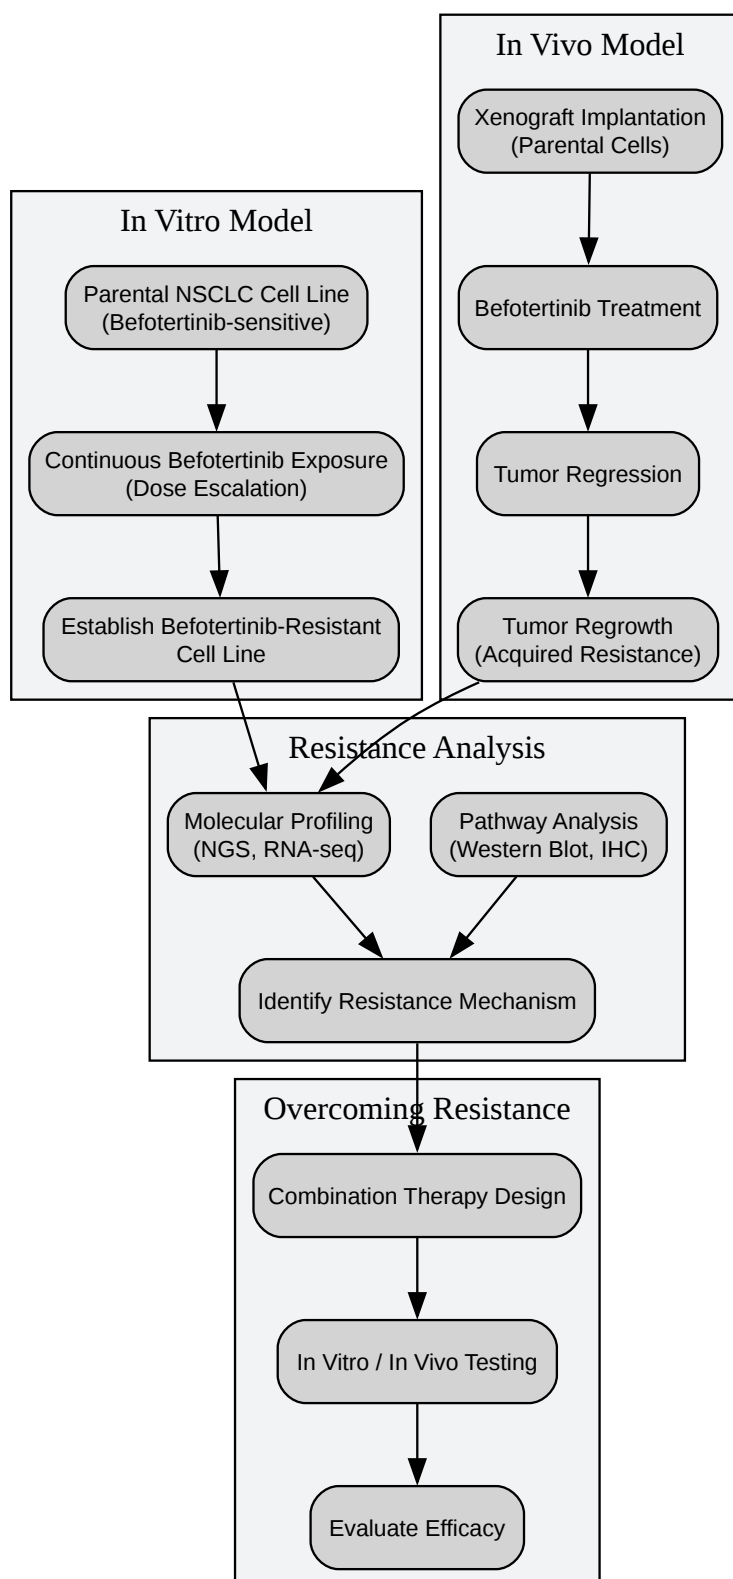 In Vivo Model
Xenograft Implantation
(Parental Cells)
Befotertinib Treatment
Tumor Regression
Tumor Regrowth
(Acquired Resistance)
In Vitro Model
Parental NSCLC Cell Line
(Befotertinib-sensitive)
Continuous Befotertinib Exposure
(Dose Escalation)
Establish Befotertinib-Resistant
Cell Line
Resistance Analysis
Molecular Profiling
(NGS, RNA-seq)
Pathway Analysis
(Western Blot, IHC)
Identify Resistance Mechanism
Overcoming Resistance
Combination Therapy Design
In Vitro / In Vivo Testing
Evaluate Efficacy